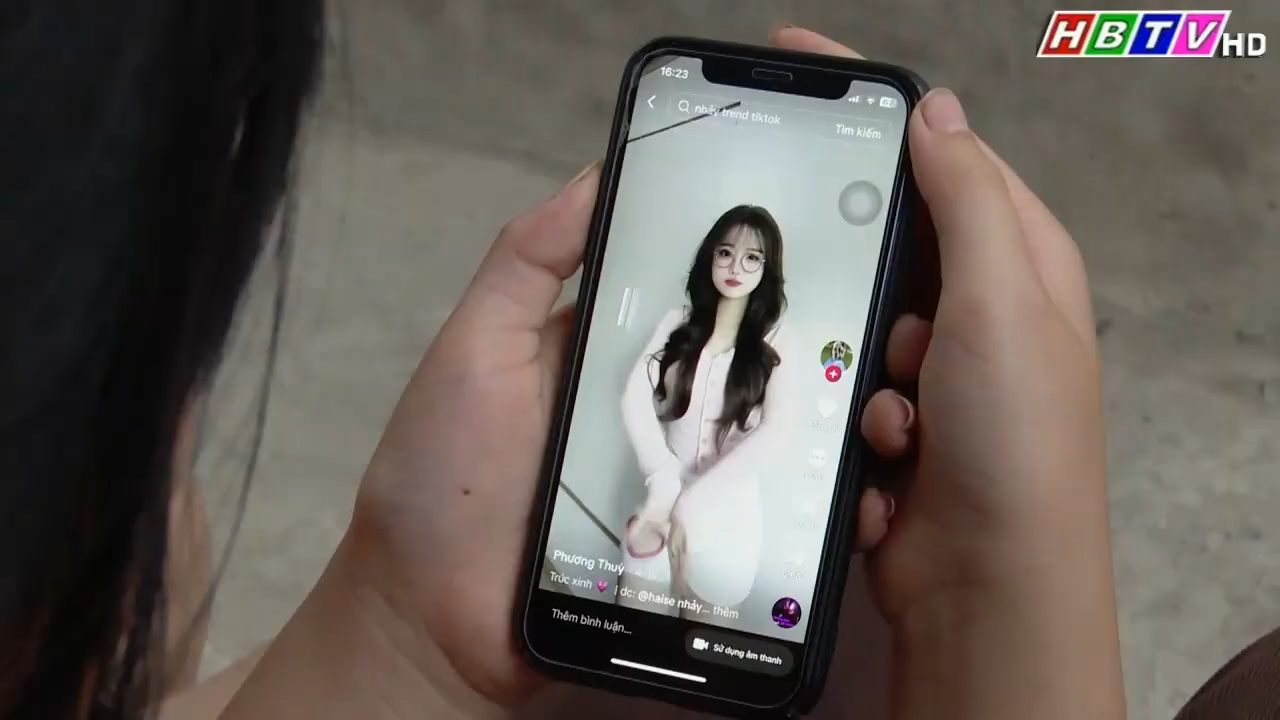 HBTV HD
16:23
nhảy trend tiktok
Tìm kiếm
Phương Thuỳ
Trúc xinh 💗 | dc: @haise nhảy... thêm
Thêm bình luận...
Sử dụng âm thanh